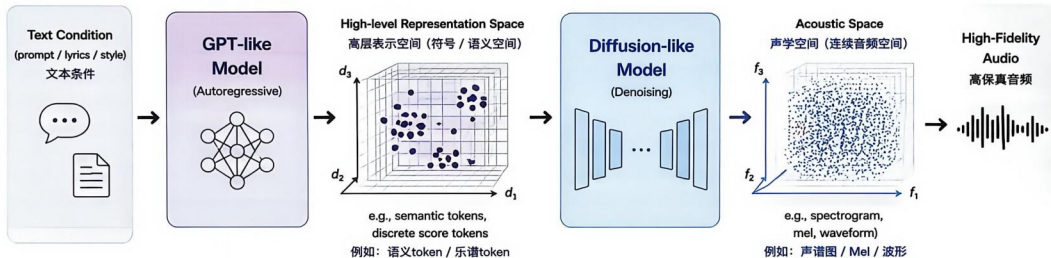 Text Condition
(prompt / lyrics / style)
文本条件
GPT-like
Model
(Autoregressive)
High-level Representation Space
高层表示空间（符号 / 语义空间）
d3
d2
d1
e.g., semantic tokens,
discrete score tokens
例如：语义token / 乐谱token
Diffusion-like
Model
(Denoising)
Acoustic Space
声学空间（连续音频空间）
f3
f2
f1
e.g., spectrogram,
mel, waveform)
例如：声谱图 / Mel / 波形
High-Fidelity
Audio
高保真音频